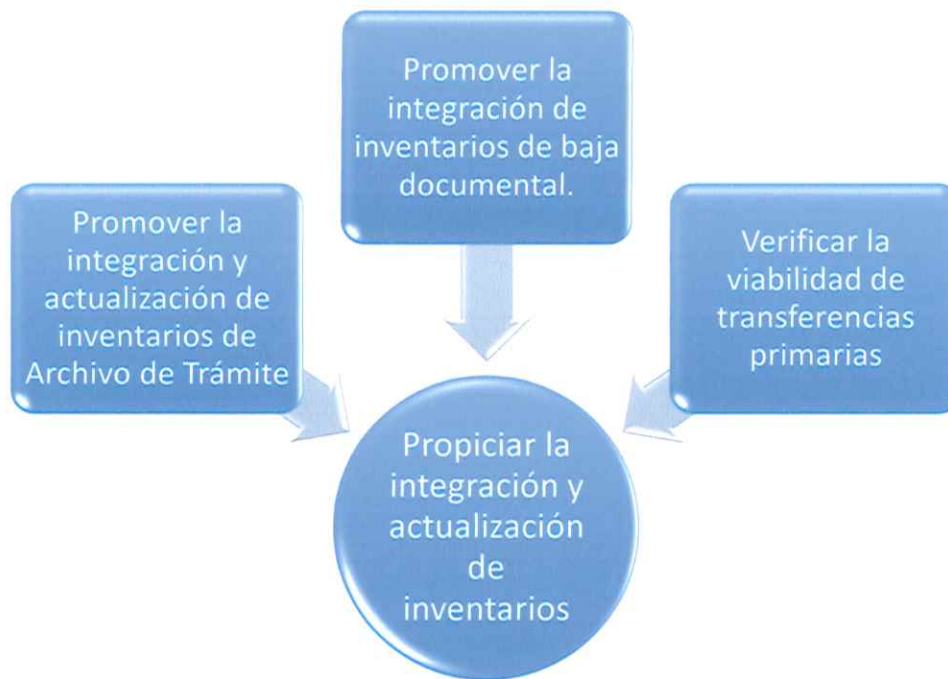 Promover la
integración y
actualización de
inventarios de
Archivo de Trámite
Promover la
integración de
inventarios de baja
documental.
Verificar la
viabilidad de
transferencias
primarias
Propiciar la
integración y
actualización
de
inventarios